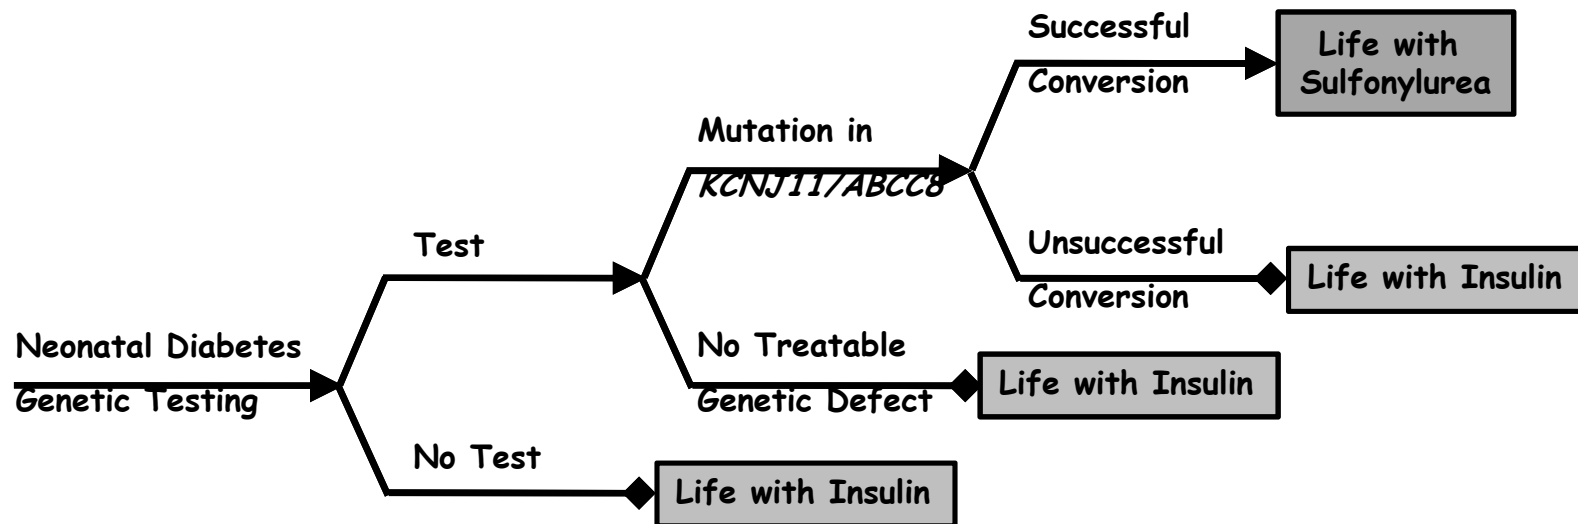 Successful
Conversion
Life with
Sulfonylurea
Mutation in
KCNJ11/ABCC8
Unsuccessful
Conversion
Life with Insulin
Test
No Treatable
Genetic Defect
Life with Insulin
Neonatal Diabetes
Genetic Testing
No Test
Life with Insulin